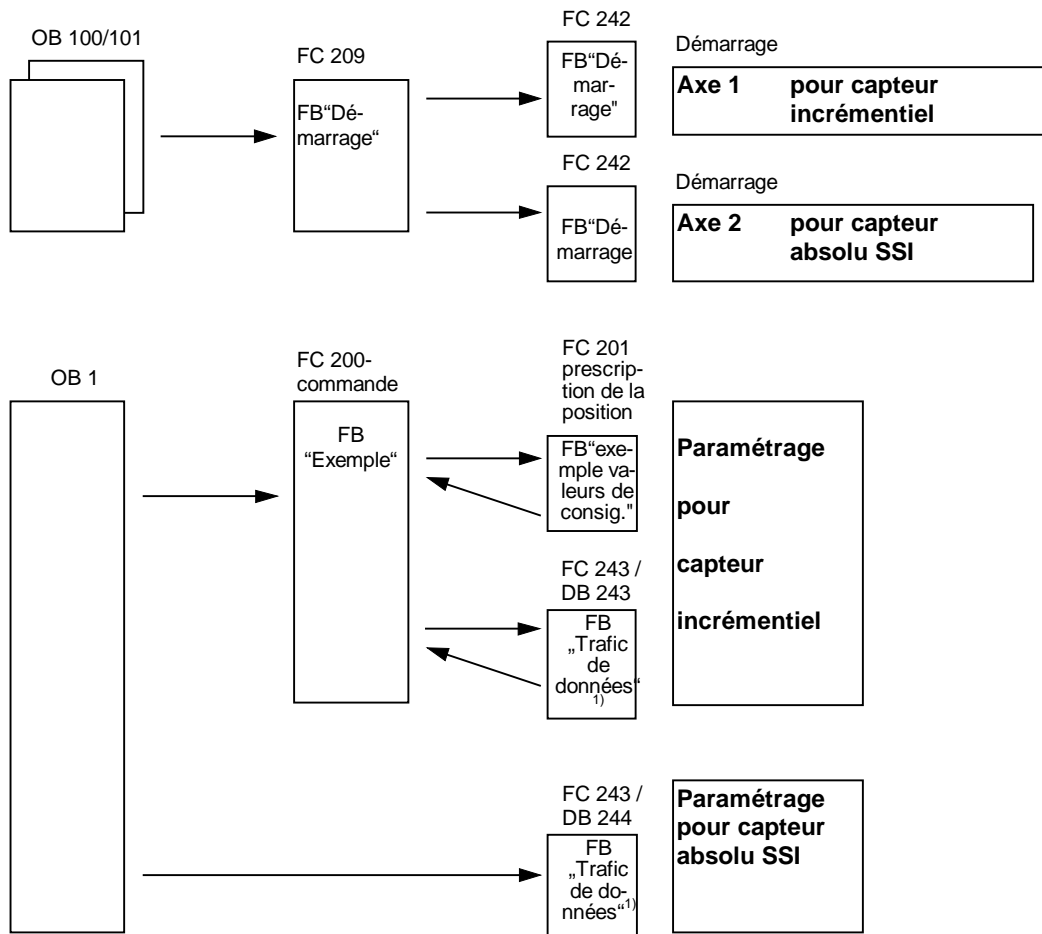 OB 100/101
FC 209
FB“Dé-
marrage“
FC 242
FB“Dé-
mar-
rage"
Démarrage
Axe 1 pour capteur
incrémentiel
FC 242
FB“Dé-
marrage
Démarrage
Axe 2 pour capteur
absolu SSI
OB 1
FC 200-
commande
FB
“Exemple“
FC 201
prescrip-
tion de la
position
FB“exe-
mple va-
leurs de
consig."
FC 243 /
DB 243
FB
„Trafic
de
données“
1)
Paramétrage
pour
capteur
incrémentiel
FC 243 /
DB 244
FB
„Trafic
de do-
nnées“1)
Paramétrage
pour capteur
absolu SSI